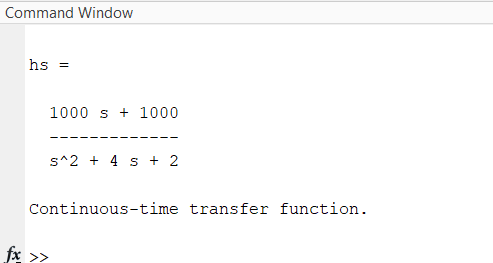 Command Window
hs =
1000 s + 1000
-------------
s^2 + 4 s + 2
Continuous-time transfer function.
fx >>